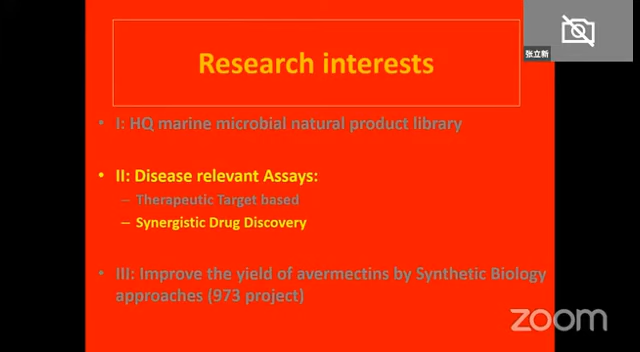 张立新
Research interests
• I: HQ marine microbial natural product library
• II: Disease relevant Assays:
– Therapeutic Target based
– Synergistic Drug Discovery
• III: Improve the yield of avermectins by Synthetic Biology
approaches (973 project)
zoom